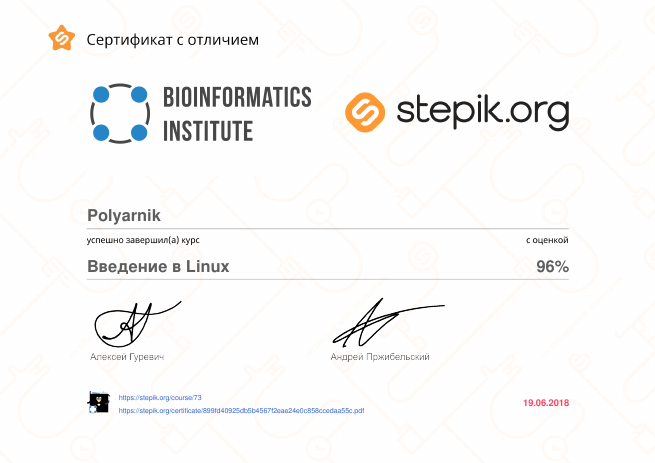 Сертификат с отличием
BIOINFORMATICS
INSTITUTE
stepik.org
Polyarnik
успешно завершил(а) курс
с оценкой
Введение в Linux
96%
Алексей Гуревич
Андрей Пржибельский
https://stepik.org/course/73
https://stepik.org/certificate/899fd40925db5b4567f2eae24e0c858ccedaa55c.pdf
19.06.2018